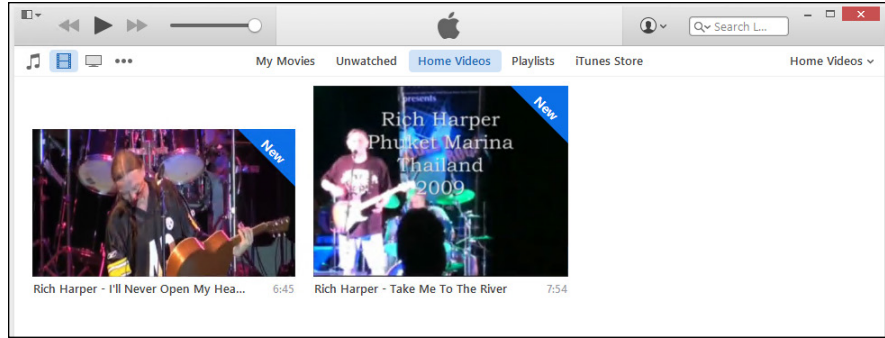 Search L...
My Movies Unwatched Home Videos Playlists iTunes Store Home Videos
presents
Rich Harper
Phuket Marina
Thailand
2009
New
New
Rich Harper - I'll Never Open My Hea... 6:45
Rich Harper - Take Me To The River 7:54